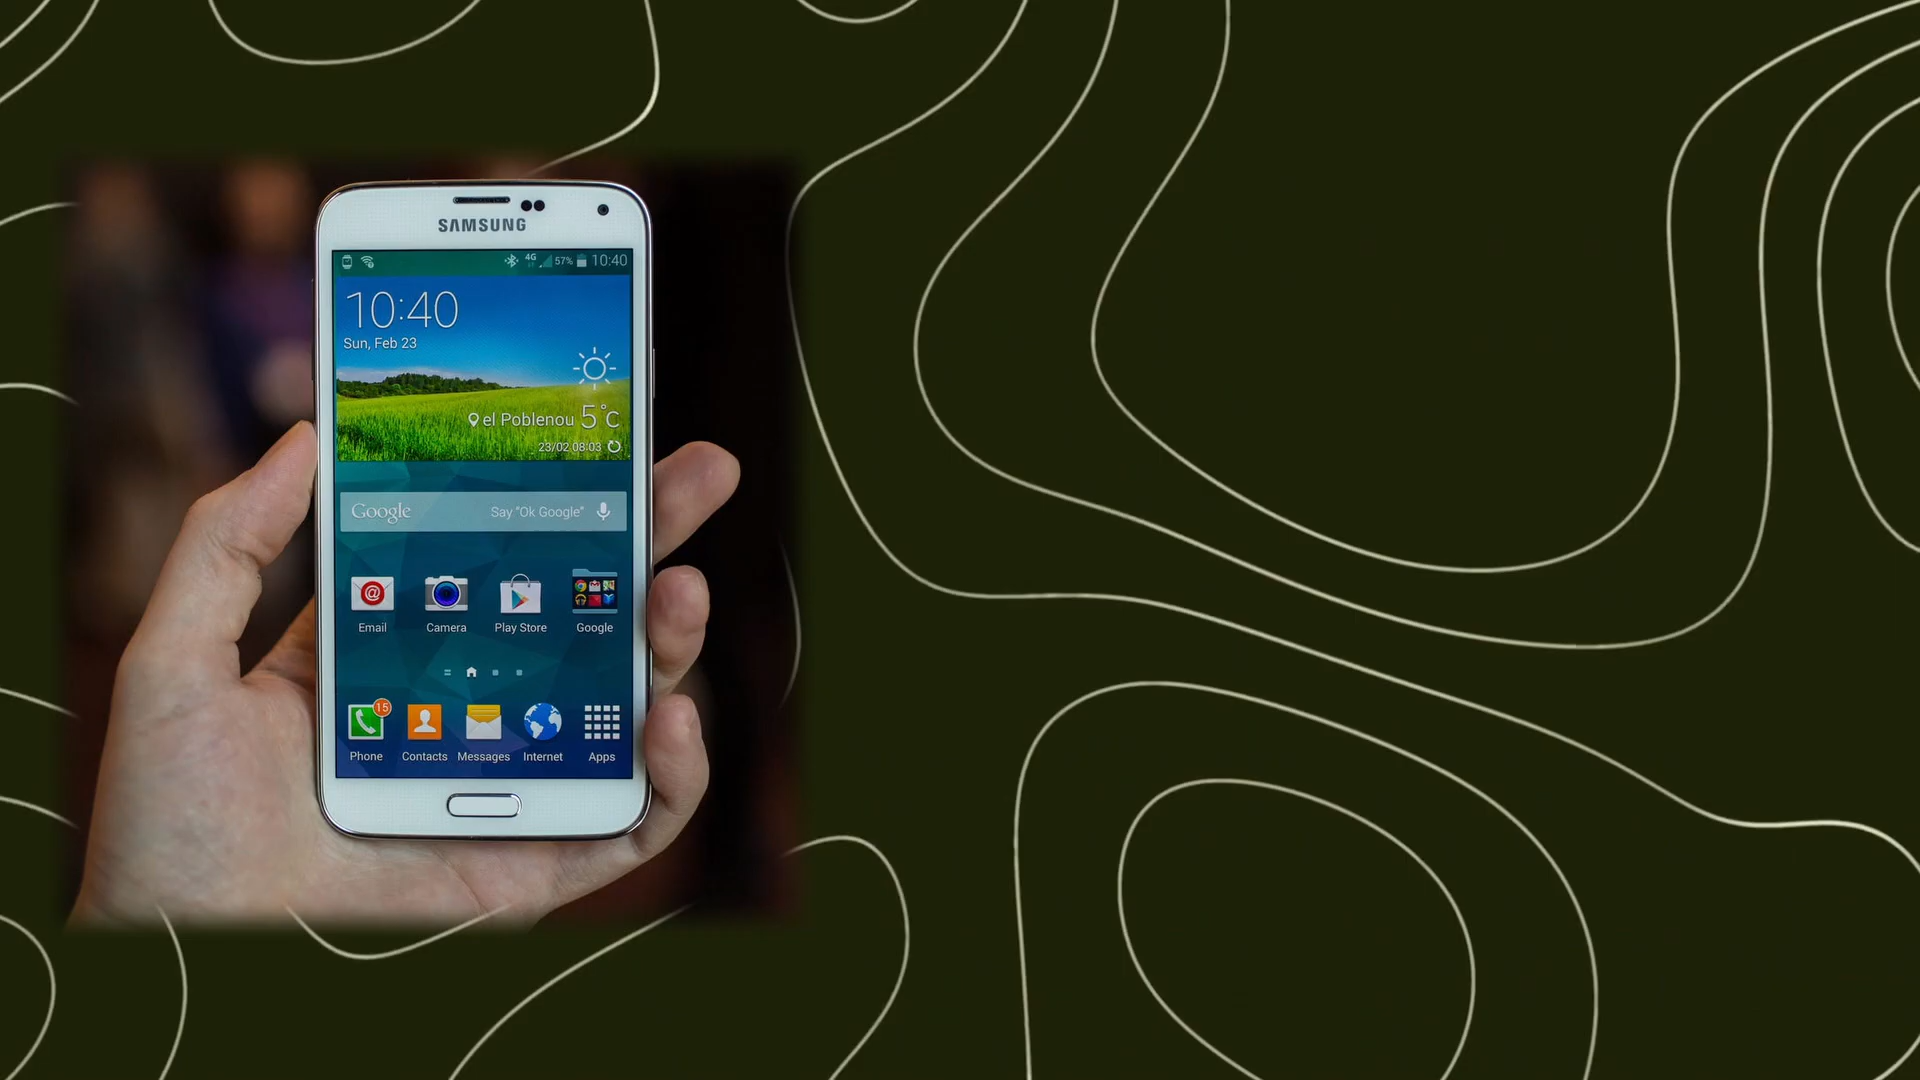 SAMSUNG
4G 57% 10:40
10:40
Sun, Feb 23
el Poblenou 5°C
23/02 08:03
Google Say "Ok Google"
Email Camera Play Store Google
15
Phone Contacts Messages Internet Apps